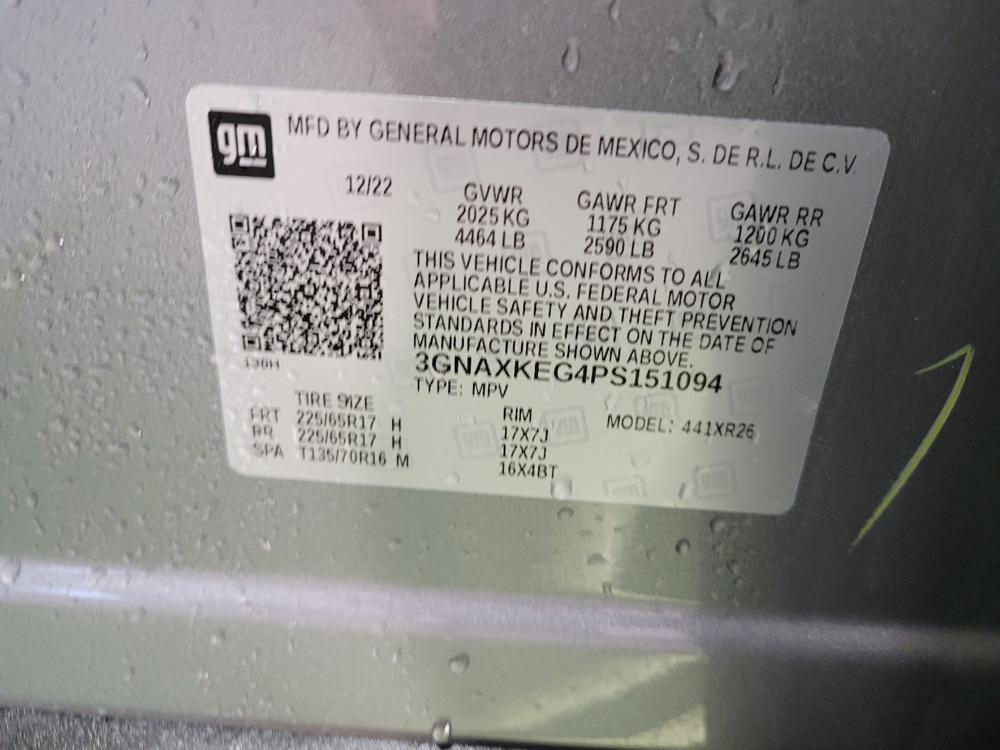 gm
MFD BY GENERAL MOTORS DE MEXICO, S. DE R.L. DE C.V.
12/22
GVWR GAWR FRT GAWR RR
2025 KG 1175 KG 1200 KG
4464 LB 2590 LB 2645 LB
THIS VEHICLE CONFORMS TO ALL
APPLICABLE U.S. FEDERAL MOTOR
VEHICLE SAFETY AND THEFT PREVENTION
STANDARDS IN EFFECT ON THE DATE OF
MANUFACTURE SHOWN ABOVE.
130H
3GNAXKEG4PS151094
TYPE: MPV
TIRE SIZE RIM MODEL: 441XR26
FRT 225/65R17 H 17X7J
RR 225/65R17 H 17X7J
SPA T135/70R16 M 16X4BT